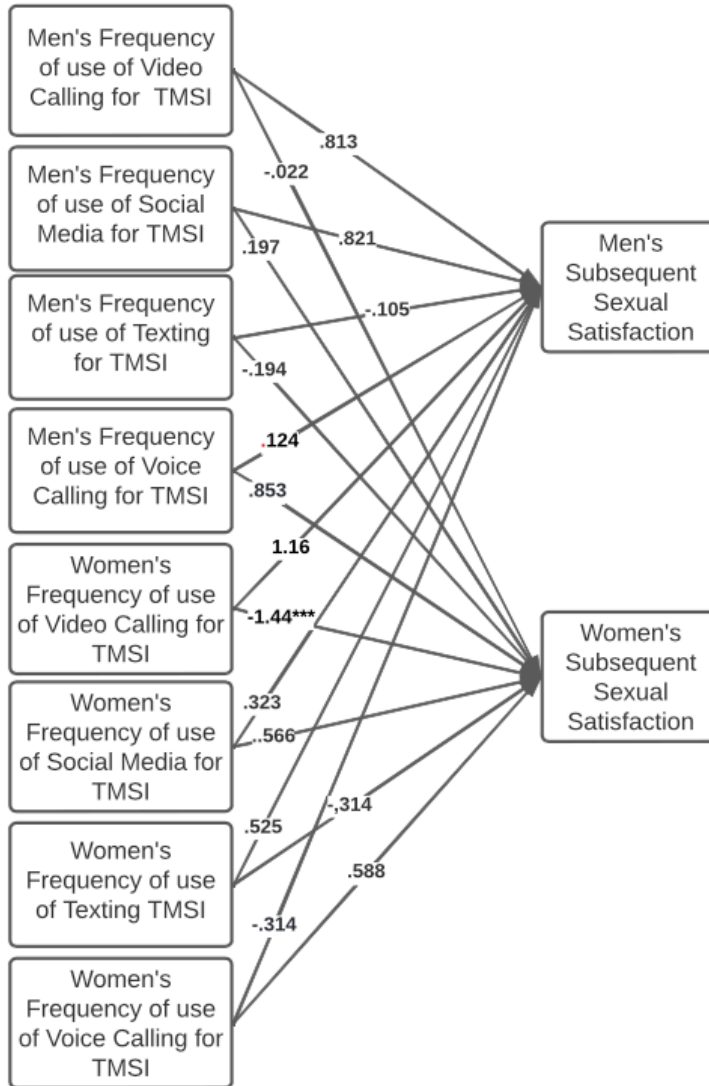 Men's Frequency
of use of Video
Calling for TMSI
.813
-.022
Men's Frequency
of use of Social
Media for TMSI
.821
.197
Men's
Subsequent
Sexual
Satisfaction
Men's Frequency
of use of Texting
for TMSI
-.105
-.194
Men's Frequency
of use of Voice
Calling for TMSI
.124
.853
Women's
Frequency of use
of Video Calling for
TMSI
1.16
-1.44***
Women's
Subsequent
Sexual
Satisfaction
Women's
Frequency of use
of Social Media for
TMSI
.323
..566
Women's
Frequency of use
of Texting TMSI
-,314
.525
.588
-.314
Women's
Frequency of use
of Voice Calling for
TMSI